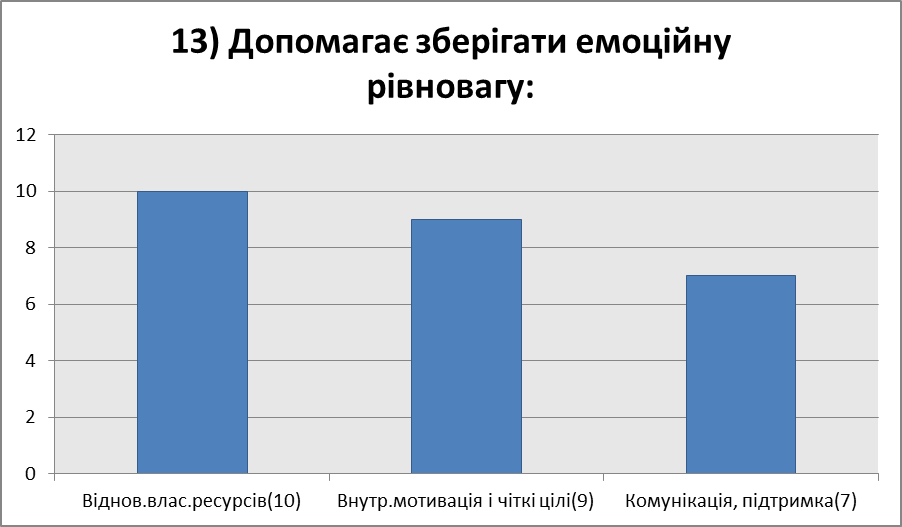 13) Допомагає зберігати емоційну
рівновагу:
12
10
8
6
4
2
0
Віднов.влас.ресурсів(10)
Внутр.мотивація і чіткі цілі(9)
Комунікація, підтримка(7)